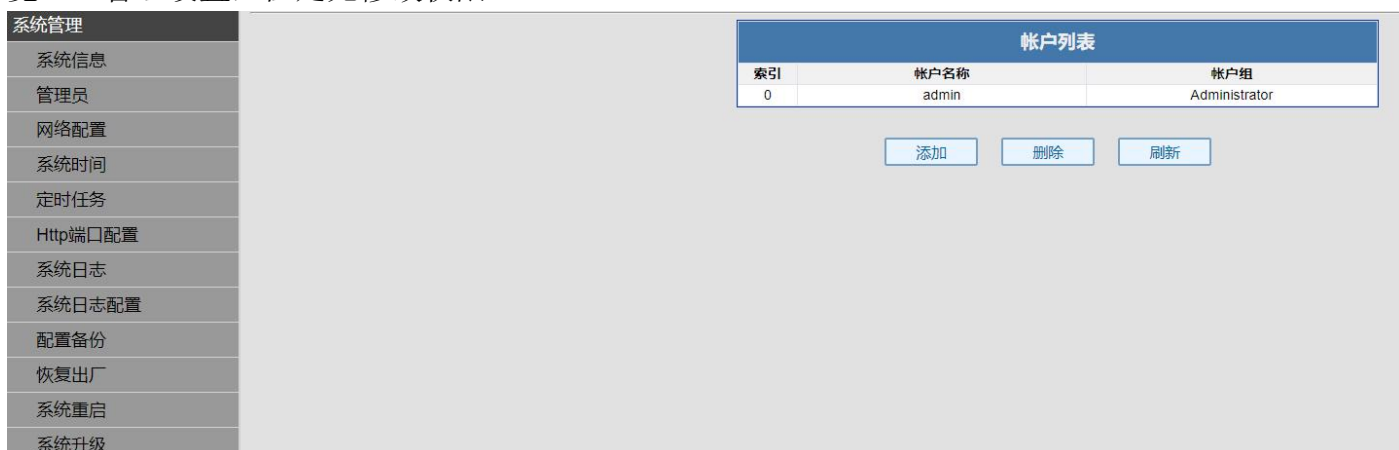 系统管理
系统信息
管理员
网络配置
系统时间
定时任务
Http端口配置
系统日志
系统日志配置
配置备份
恢复出厂
系统重启
系统升级
帐户列表
索引 帐户名称 帐户组
0 admin Administrator
添加 删除 刷新